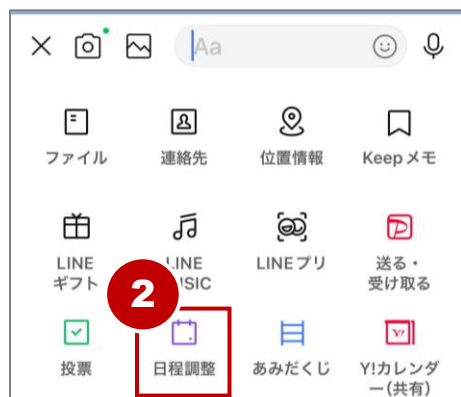 Aa
ファイル
連絡先
位置情報
Keepメモ
LINE
ギフト
LINE
LINEプリ
送る・
受け取る
2
投票
日程調整
あみだくじ
Y!カレンダ
ー(共有)